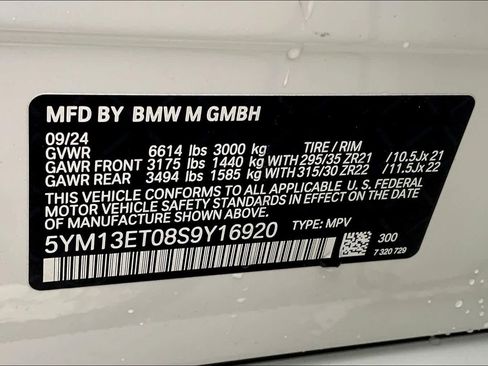 MFD BY BMW M GMBH
09/24
GVWR 6614 lbs 3000 kg TIRE / RIM
GAWR FRONT 3175 lbs 1440 kg WITH 295/35 ZR21 / 10.5Jx 21
GAWR REAR 3494 lbs 1585 kg WITH 315/30 ZR22 / 11.5Jx 22
THIS VEHICLE CONFORMS TO ALL APPLICABLE U. S. FEDERAL
MOTOR VEHICLE SAFETY STANDARDS IN EFFECT ON THE DATE
OF MANUFACTURE SHOWN ABOVE.
5YM13ET08S9Y16920 TYPE: MPV
300
7 320 729